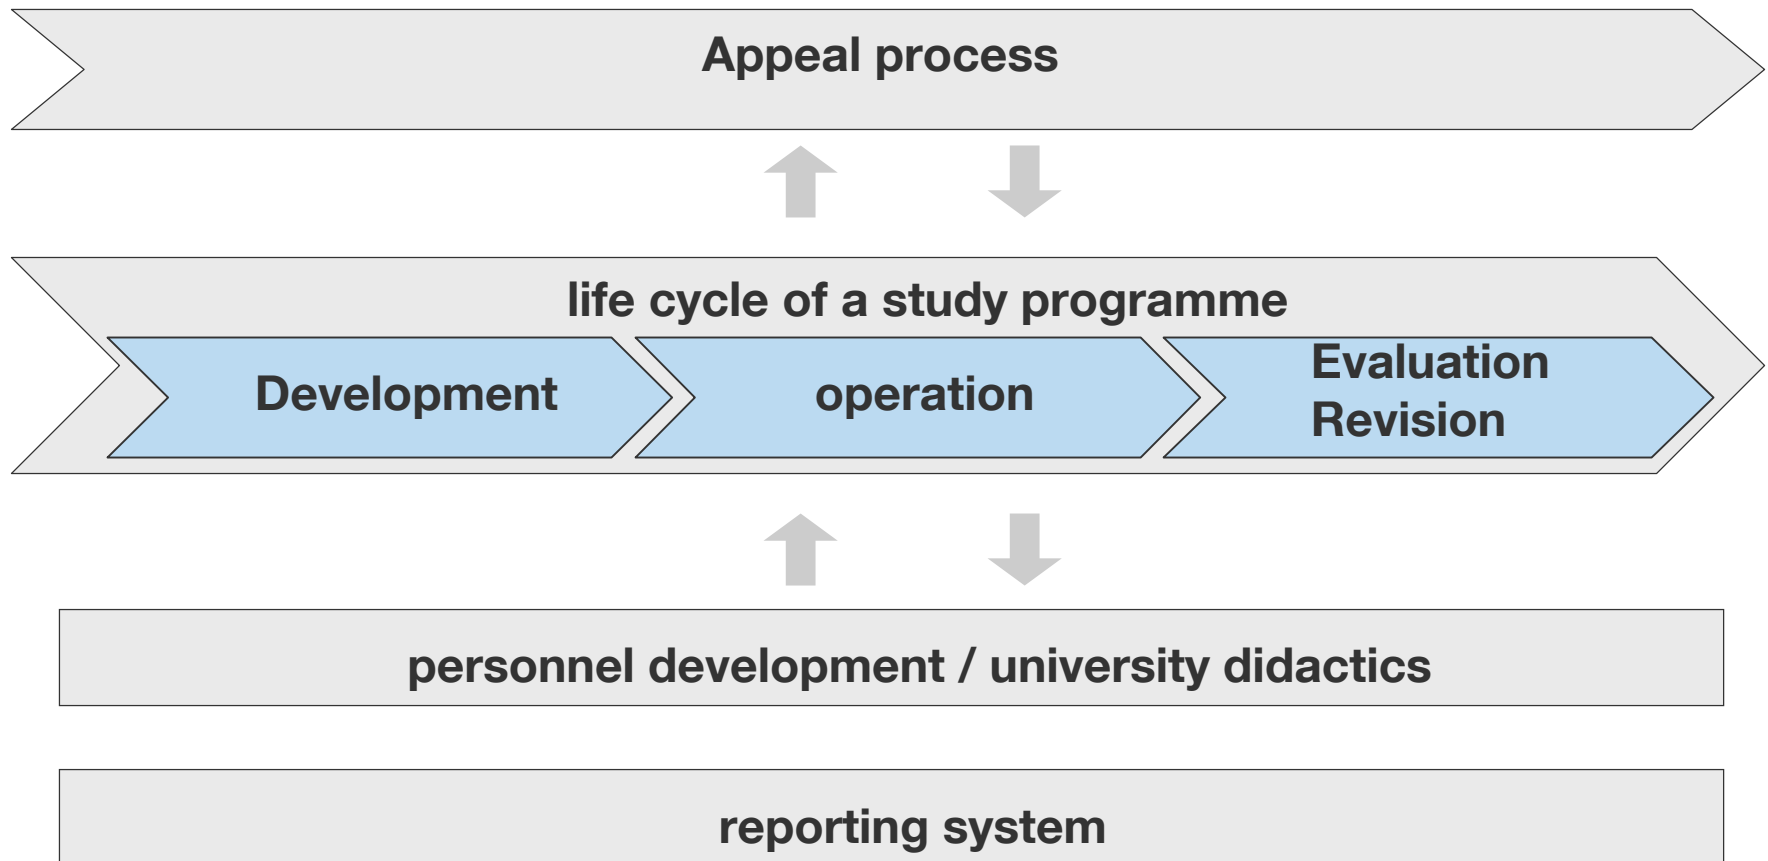 Appeal process
life cycle of a study programme
Development
operation
Evaluation
Revision
personnel development / university didactics
reporting system